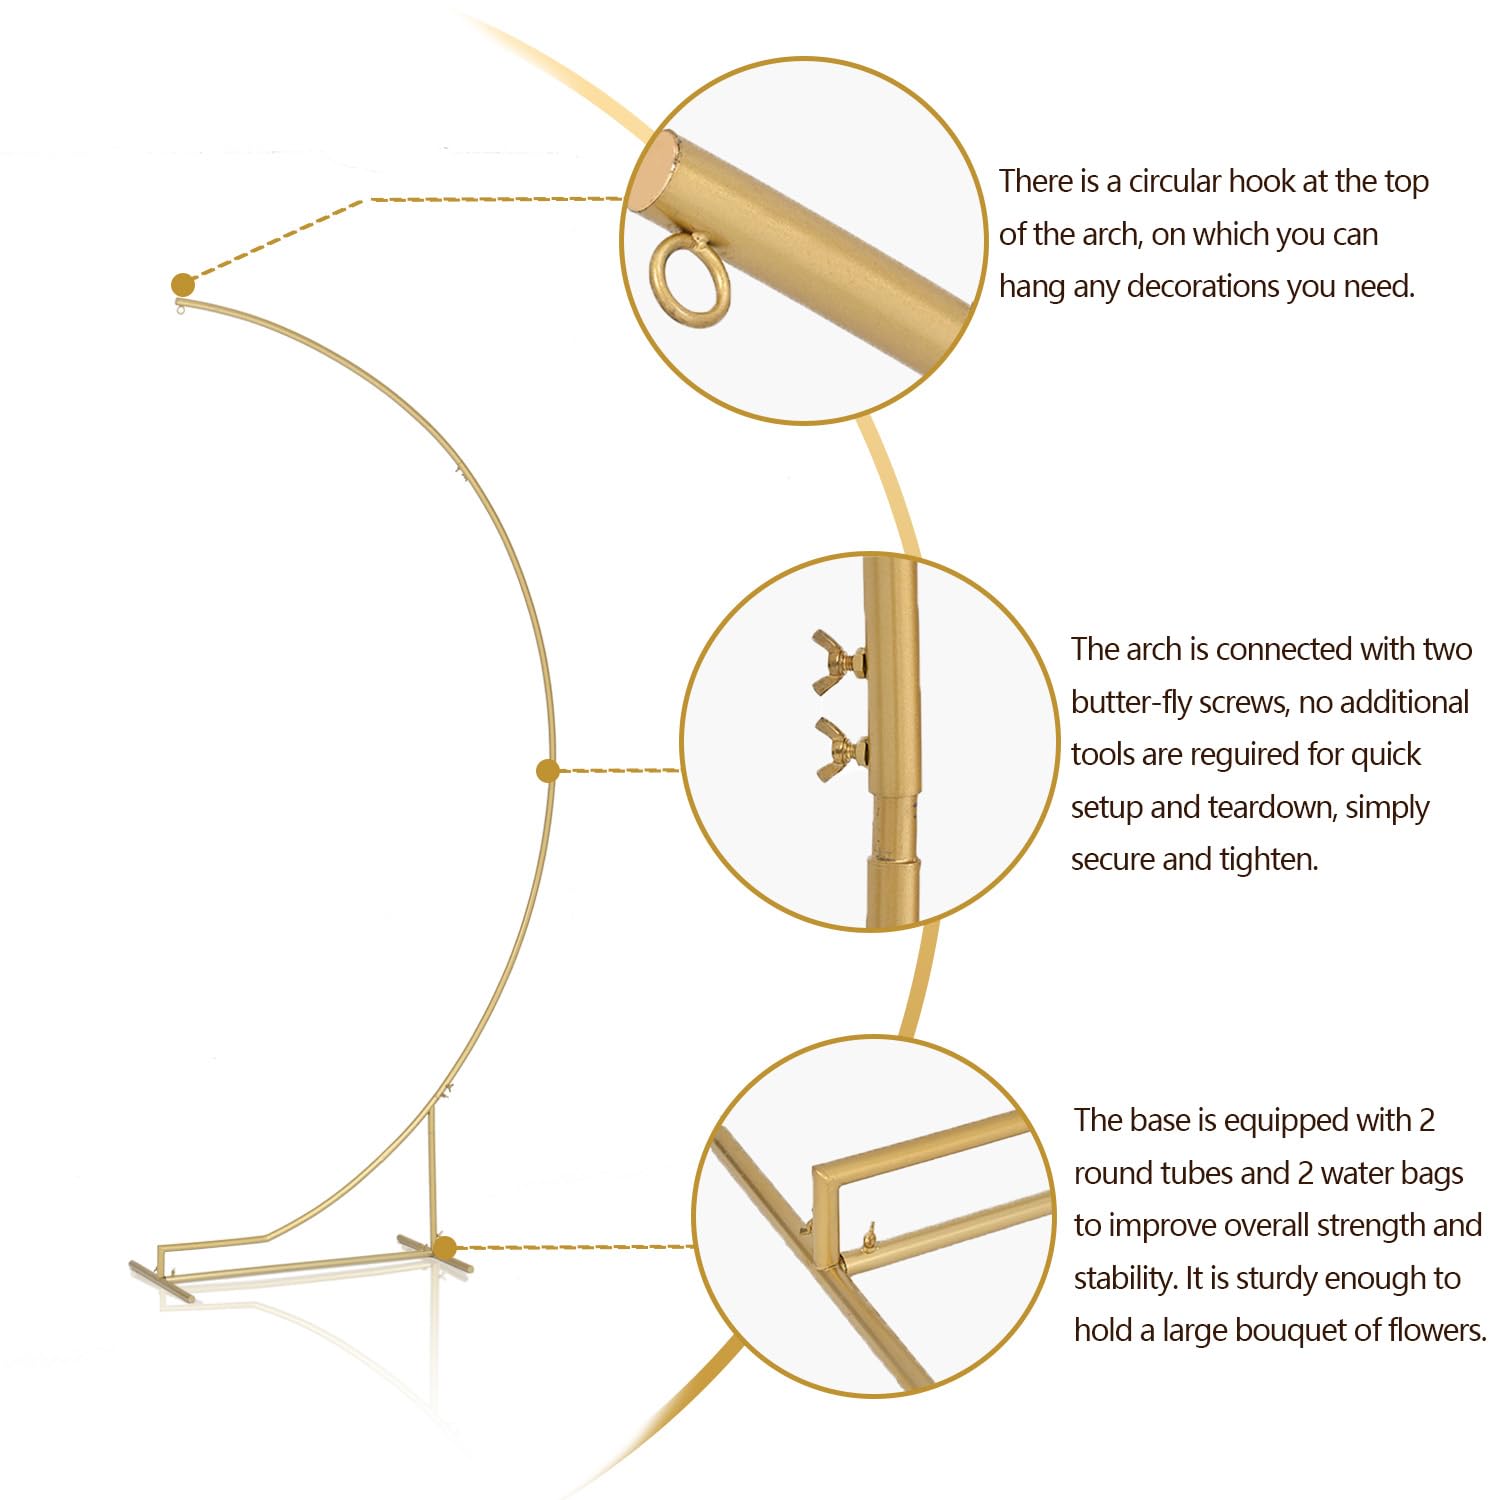 There is a circular hook at the top
of the arch, on which you can
hang any decorations you need.
The arch is connected with two
butter-fly screws, no additional
tools are reguired for quick
setup and teardown, simply
secure and tighten.
The base is equipped with 2
round tubes and 2 water bags
to improve overall strength and
stability. It is sturdy enough to
hold a large bouquet of flowers.